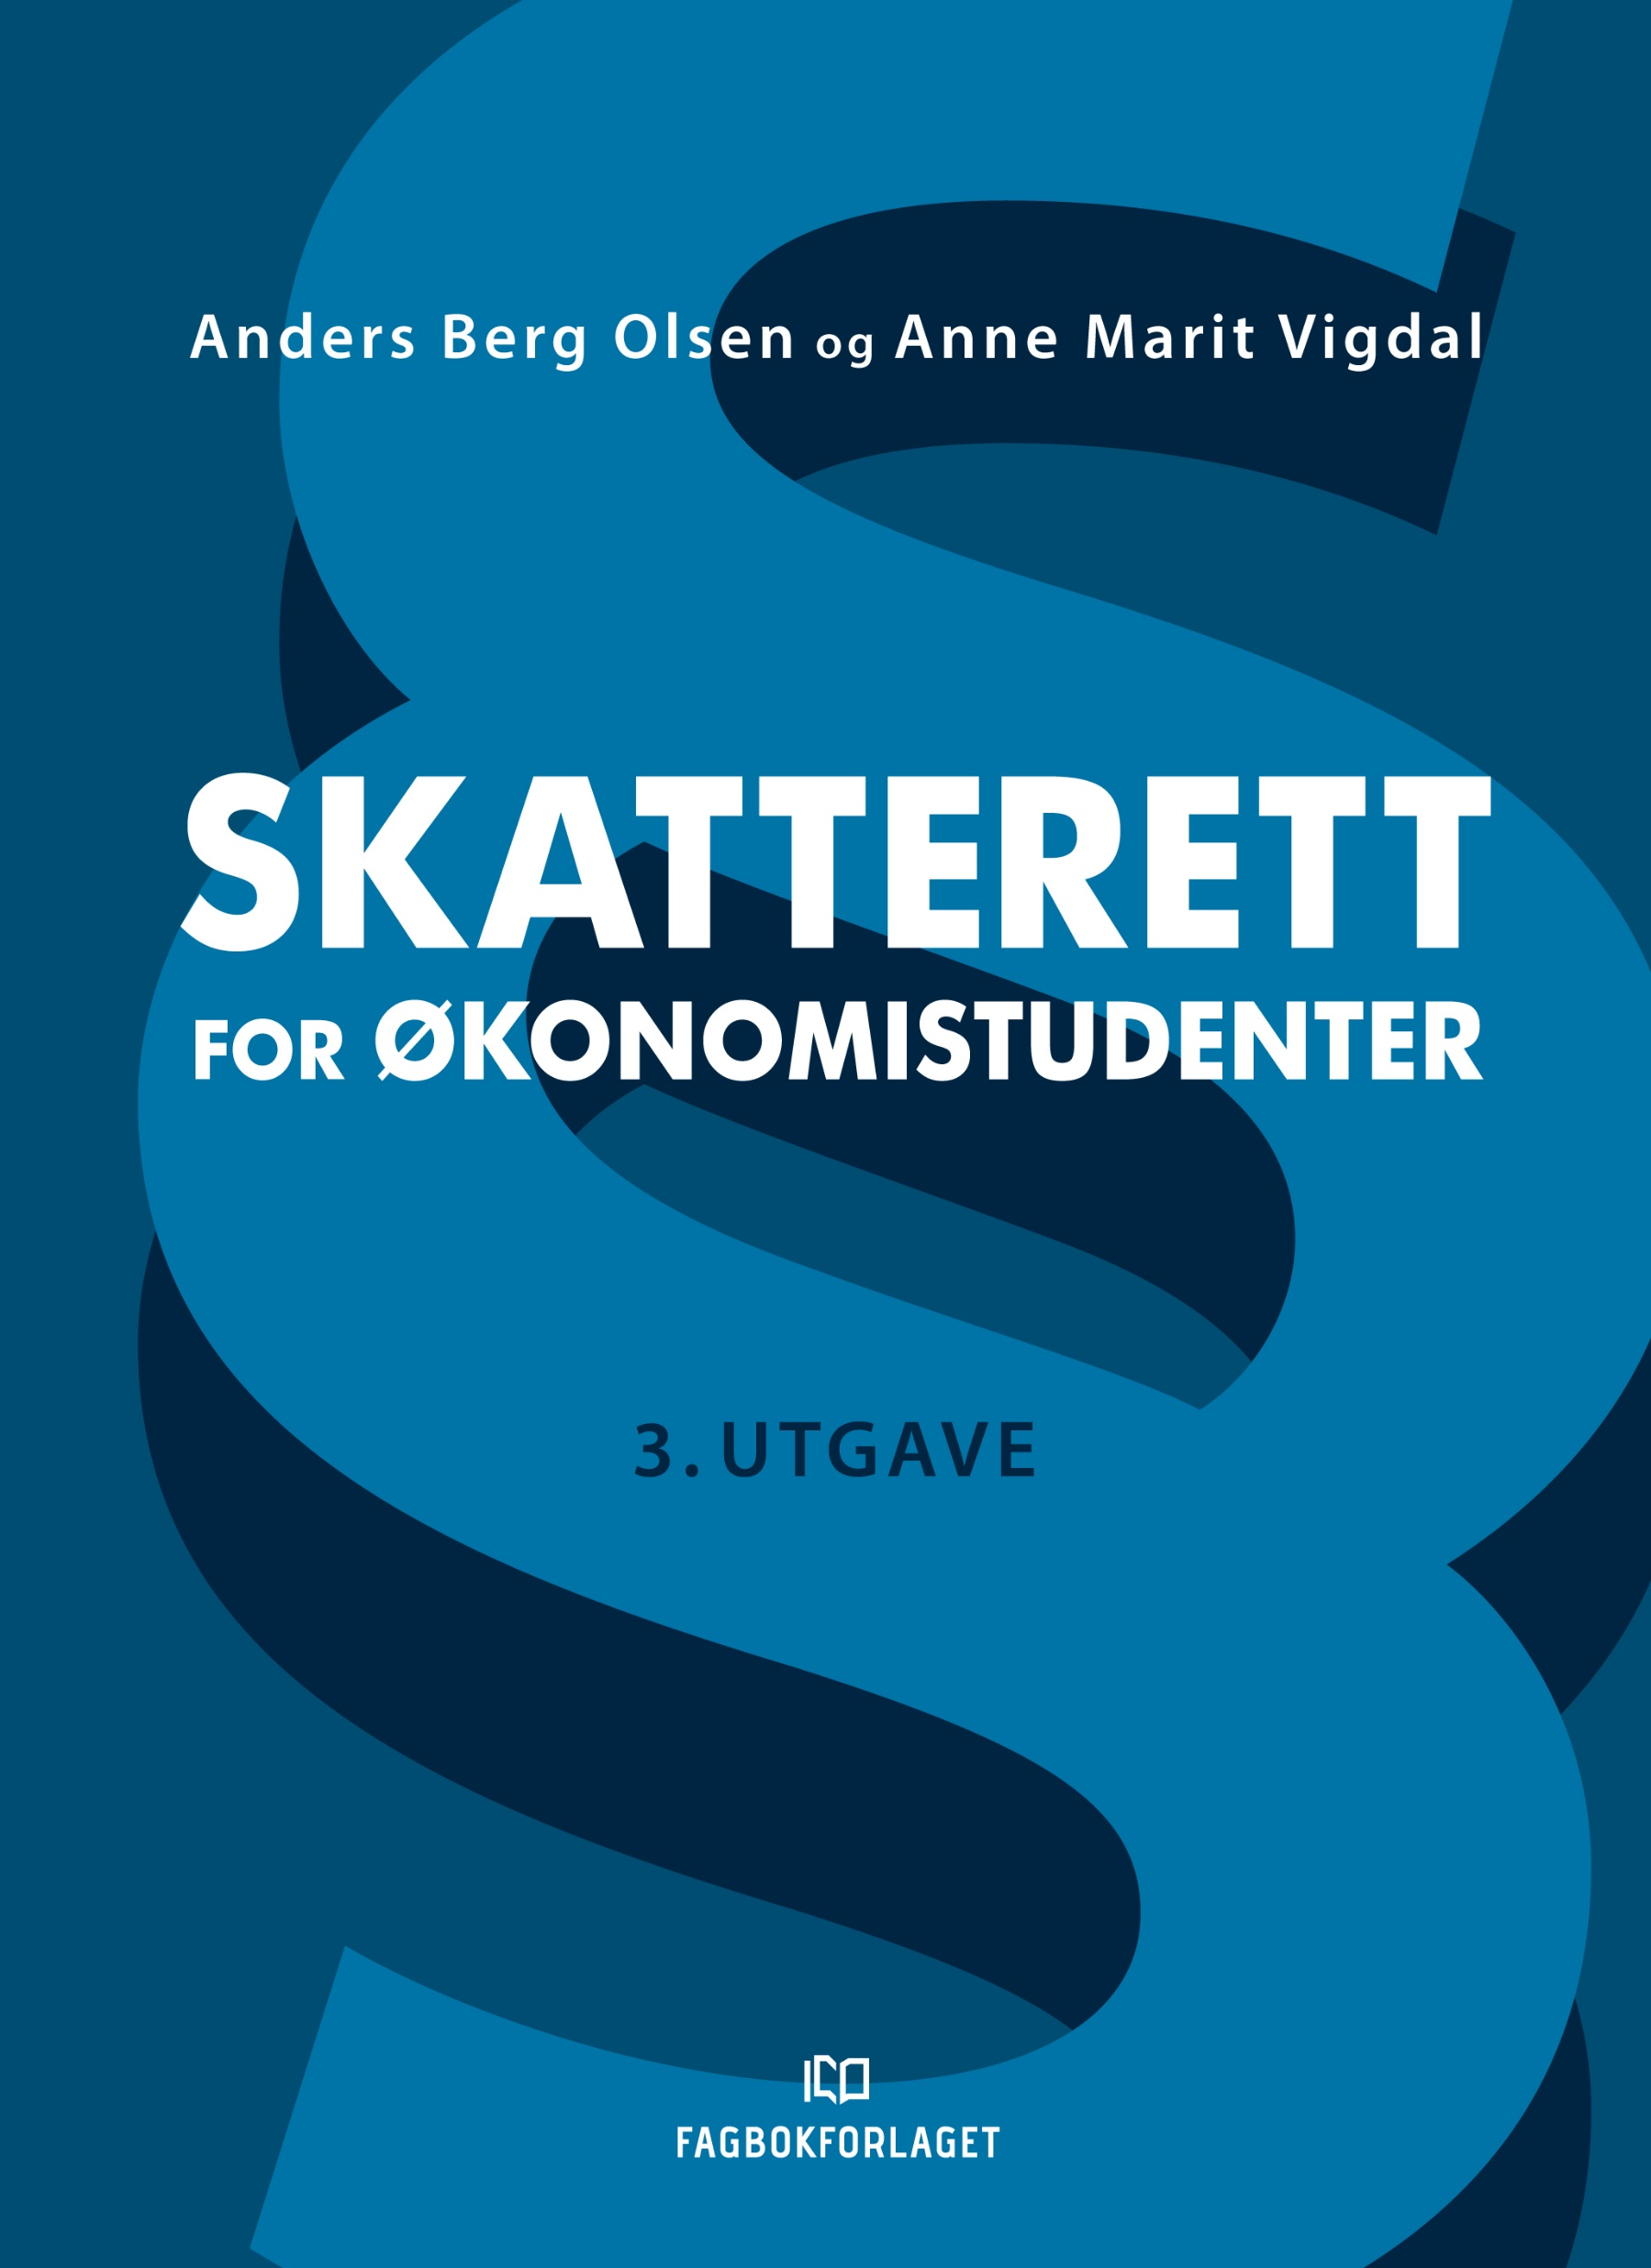 Anders Berg Olsen og Anne Marit Vigdal
SKATTERETT
FOR ØKONOMISTUDENTER
3. UTGAVE
FAGBOKFORLAGET